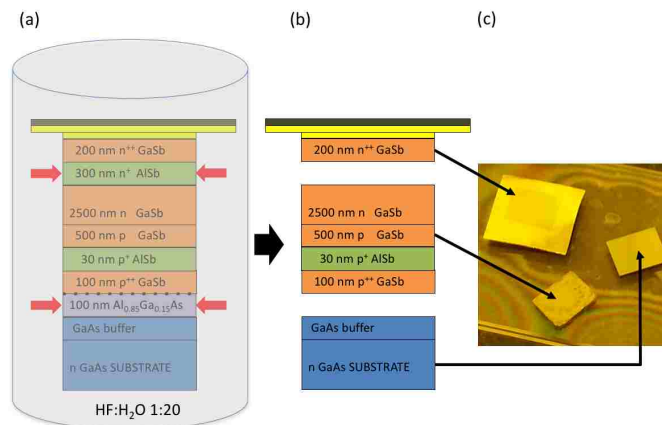 (a)
200 nm n⁺⁺ GaSb
300 nm n⁺ AlSb
2500 nm n GaSb
500 nm p GaSb
30 nm p⁺ AlSb
100 nm p⁺⁺ GaSb
100 nm Al₀.₈₅Ga₀.₁₅As
GaAs buffer
n GaAs SUBSTRATE
HF:H₂O 1:20
(b)
200 nm n⁺⁺ GaSb
2500 nm n GaSb
500 nm p GaSb
30 nm p⁺ AlSb
100 nm p⁺⁺ GaSb
GaAs buffer
n GaAs SUBSTRATE
(c)